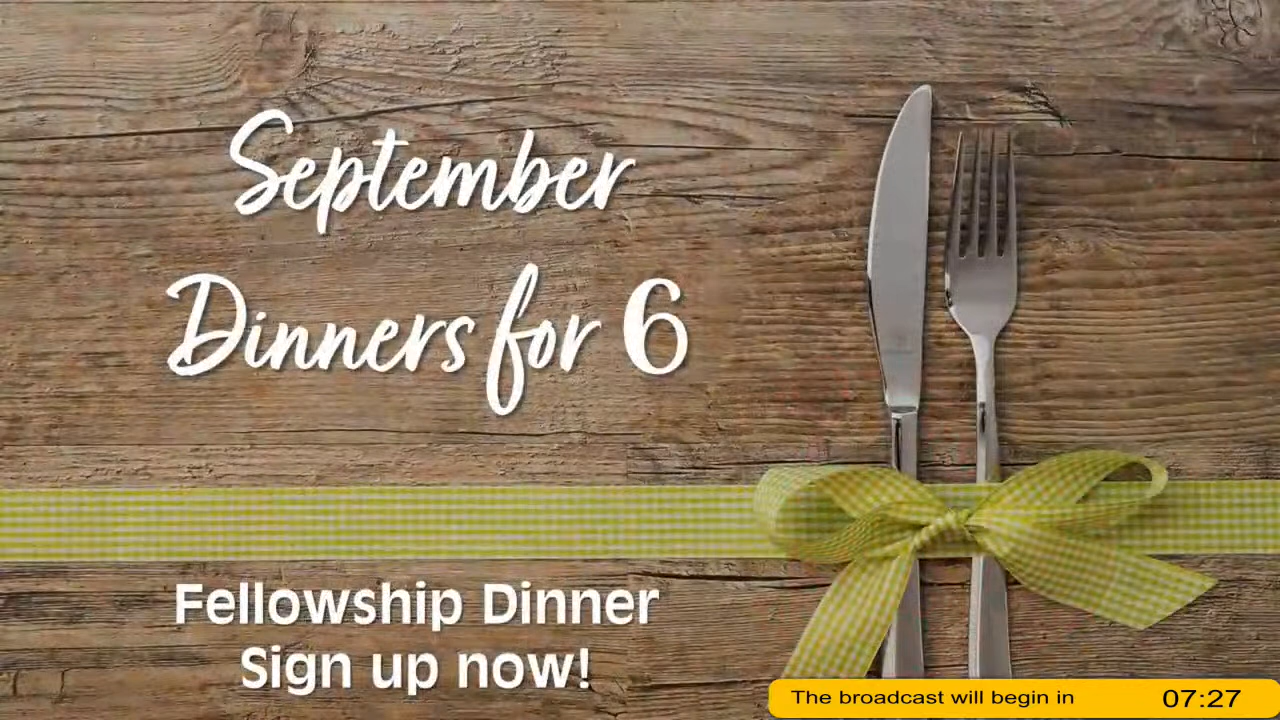 September
Dinners for 6
Fellowship Dinner
Sign up now!
The broadcast will begin in 07:27